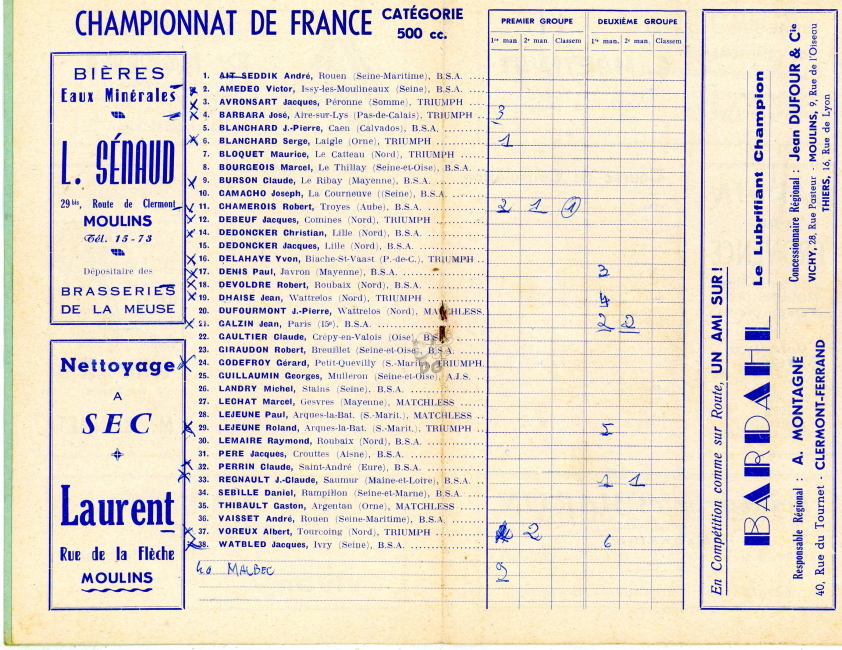 CHAMPIONNAT DE FRANCE CATÉGORIE 500 cc.
PREMIER GROUPE DEUXIÈME GROUPE
1re man. 2e man. Classem 1re man. 2e man. Classem
BIÈRES
Eaux Minérales
L. SÉNAUD
29 bis, Route de Clermont
MOULINS
Tél. 15-73
Dépositaire des
BRASSERIES
DE LA MEUSE
Nettoyage
A
SEC
Laurent
Rue de la Flèche
MOULINS
1. AIT SEDDIK André, Rouen (Seine-Maritime), B.S.A. ....
2. AMEDEO Victor, Issy-les-Moulineaux (Seine), B.S.A. ....
3. AVRONSART Jacques, Péronne (Somme), TRIUMPH ......
4. BARBARA José, Aire-sur-Lys (Pas-de-Calais), TRIUMPH .. 3
5. BLANCHARD J.-Pierre, Caen (Calvados), B.S.A. ..........
6. BLANCHARD Serge, Laigle (Orne), TRIUMPH .......... 1
7. BLOQUET Maurice, Le Catteau (Nord), TRIUMPH ........
8. BOURGEOIS Marcel, Le Thillay (Seine-et-Oise), B.S.A. ....
9. BURSON Claude, Le Ribay (Mayenne), B.S.A. ............
10. CAMACHO Joseph, La Courneuve ((Seine), B.S.A. ........
11. CHAMEROIS Robert, Troyes (Aube), B.S.A. ............ 2 1 1
12. DEBEUF Jacques, Comines (Nord), TRIUMPH ............
14. DEDONCKER Christian, Lille (Nord), B.S.A. ............
15. DEDONCKER Jacques, Lille (Nord), B.S.A. ............
16. DELAHAYE Yvon, Biache-St-Vaast (P.-de-C.), TRIUMPH ..
17. DENIS Paul, Javron (Mayenne), B.S.A. ................ 3
18. DEVOLDRE Robert, Roubaix (Nord), B.S.A. ............
19. DHAISE Jean, Wattrelos (Nord), TRIUMPH ............
20. DUFOURMONT J.-Pierre, Wattrelos (Nord), MATCHLESS.
21. GALZIN Jean, Paris (15e), B.S.A. .................... 2 2
22. GAULTIER Claude, Crépy-en-Valois (Oise), B.S.A.
23. GIRAUDON Robert, Breuillet (Seine-et-Oise), B.S.A.
24. GODEFROY Gérard, Petit-Quevilly (S.-Marit.), TRIUMPH.
25. GUILLAUMIN Georges, Mulleron (Seine-et-Oise), A.J.S. ..
26. LANDRY Michel, Stains (Seine), B.S.A. ................
27. LECHAT Marcel, Gesvres (Mayenne), MATCHLESS ......
28. LEJEUNE Paul, Arques-la-Bat. (S.-Marit.), MATCHLESS ..
29. LEJEUNE Roland, Arques-la-Bat. (S.-Marit.), TRIUMPH ..
30. LEMAIRE Raymond, Roubaix (Nord), B.S.A. ............
31. PERE Jacques, Crouttes (Aisne), B.S.A. ................
32. PERRIN Claude, Saint-André (Eure), B.S.A. ............
33. REGNAULT J.-Claude, Saumur (Maine-et-Loire), B.S.A. .. 1 1
34. SEBILLE Daniel, Rampillon (Seine-et-Marne), B.S.A. ....
35. THIBAULT Gaston, Argentan (Orne), MATCHLESS ......
36. VAISSET André, Rouen (Seine-Maritime), B.S.A. ........
37. VOREUX Albert, Tourcoing (Nord), TRIUMPH .......... 2
38. WATBLED Jacques, Ivry (Seine), B.S.A. ................ 6
40 MALBEC
En Compétition comme sur Route, UN AMI SUR !
BARDAHL Le Lubrifiant Champion
Responsable Régional : A. MONTAGNE
40, Rue du Tournet - CLERMONT-FERRAND
Concessionnaire Régional : Jean DUFOUR & Cie
VICHY, 28, Rue Pasteur - MOULINS, 9, Rue de l'Oiseau
THIERS, 16, Rue de Lyon